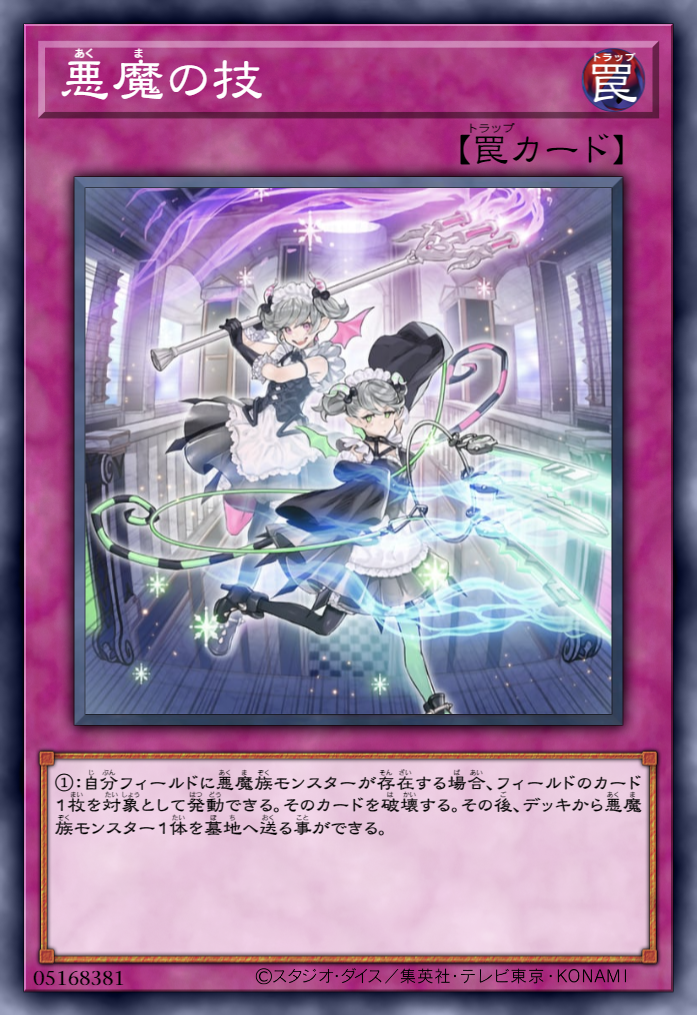 悪魔の技
罠
【罠カード】
①：自分フィールドに悪魔族モンスターが存在する場合、フィールドのカード
1枚を対象として発動できる。そのカードを破壊する。その後、デッキから悪魔
族モンスター1体を墓地へ送る事ができる。
05168381 ©スタジオ・ダイス／集英社・テレビ東京・KONAMI